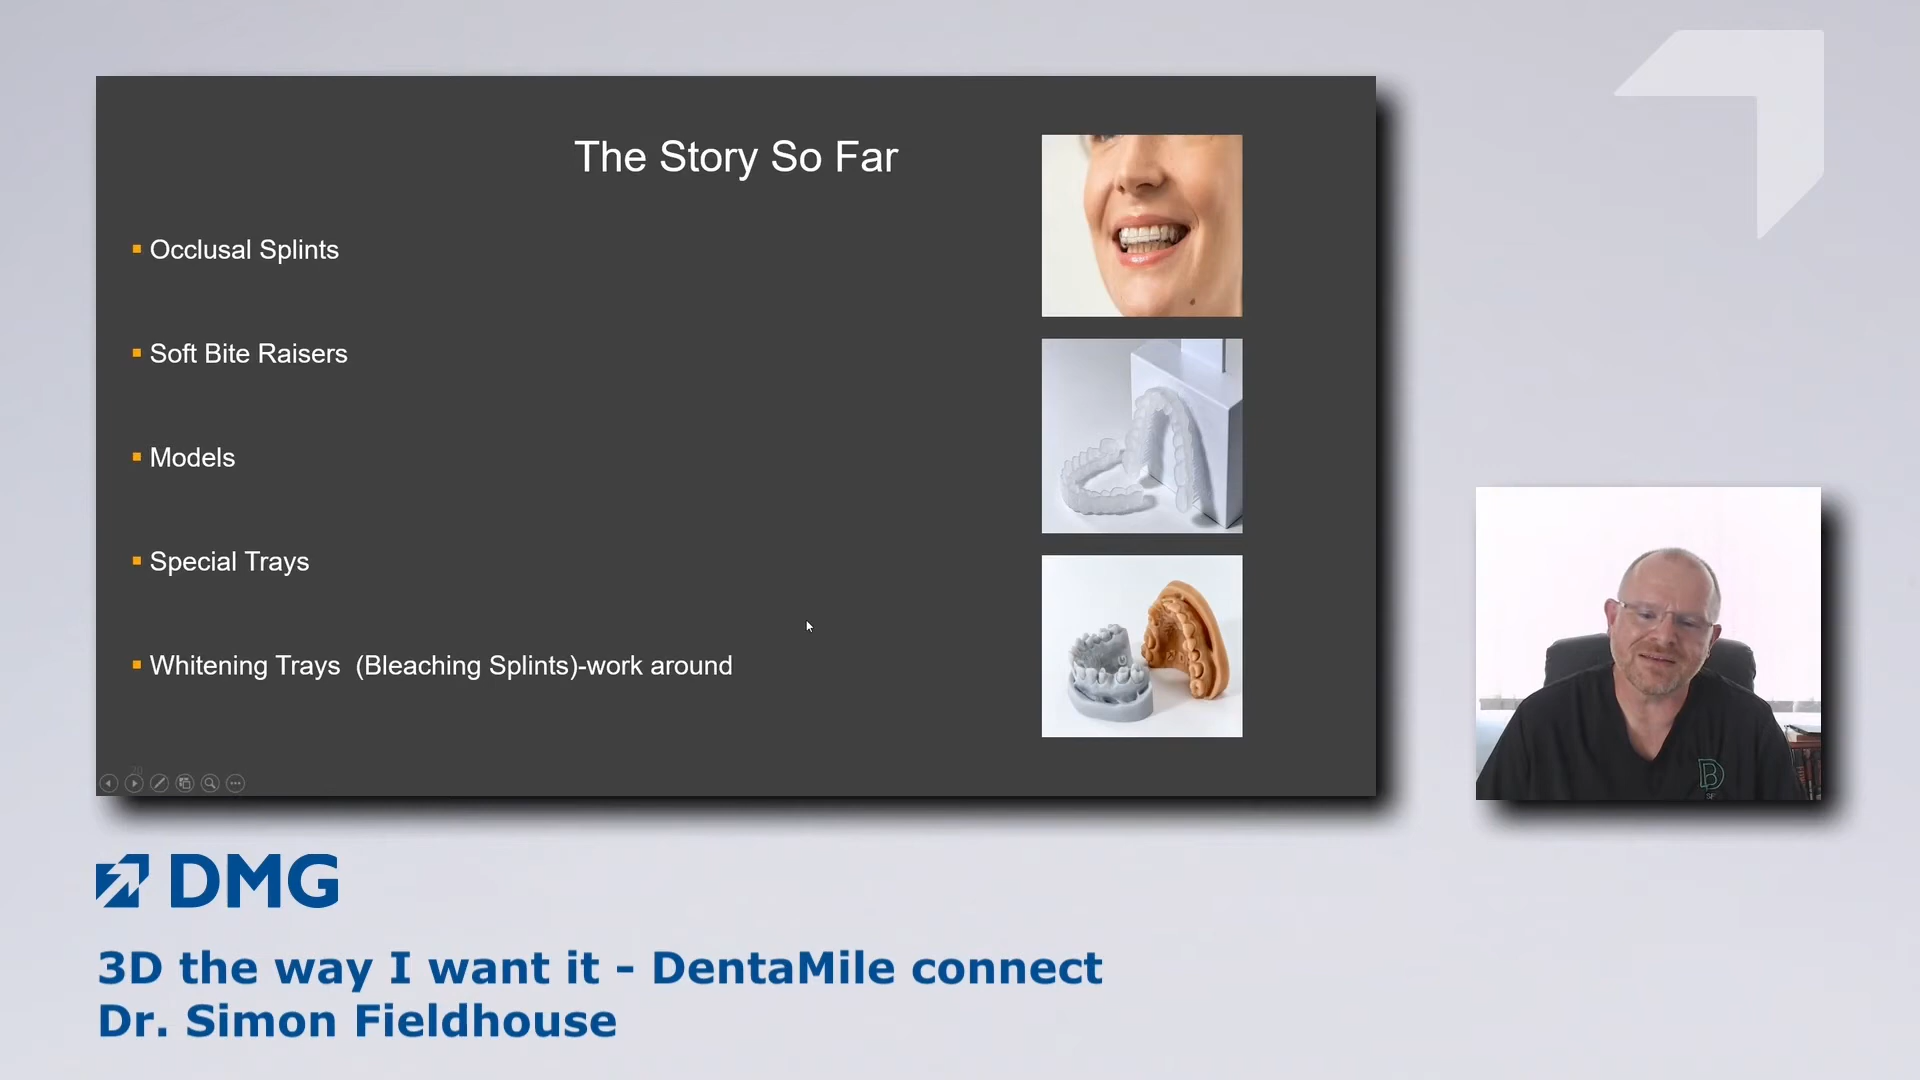 The Story So Far
Occlusal Splints
Soft Bite Raisers
Models
Special Trays
Whitening Trays (Bleaching Splints)-work around
20
DMG
3D the way I want it - DentaMile connect
Dr. Simon Fieldhouse